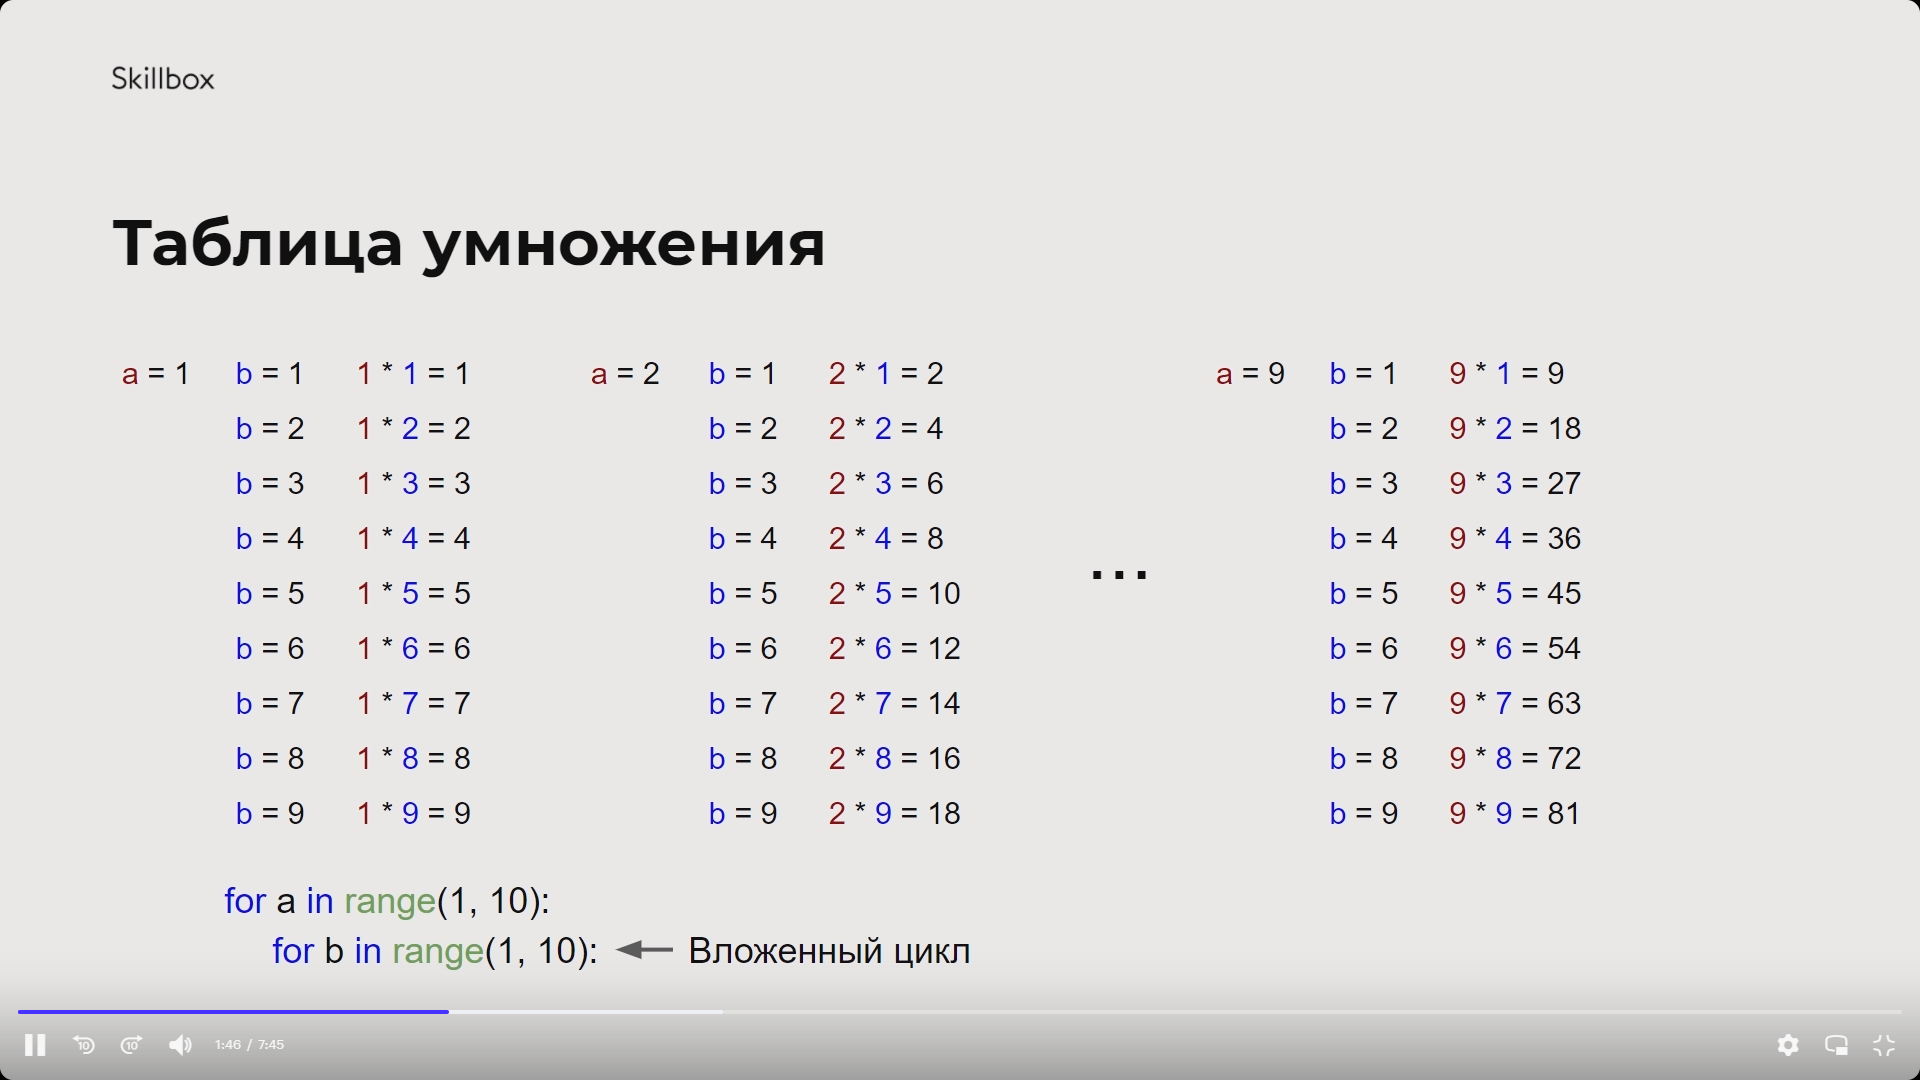 Skillbox
Таблица умножения
a = 1 b = 1 1 * 1 = 1 a = 2 b = 1 2 * 1 = 2 a = 9 b = 1 9 * 1 = 9
b = 2 1 * 2 = 2 b = 2 2 * 2 = 4 b = 2 9 * 2 = 18
b = 3 1 * 3 = 3 b = 3 2 * 3 = 6 b = 3 9 * 3 = 27
b = 4 1 * 4 = 4 b = 4 2 * 4 = 8 b = 4 9 * 4 = 36
...
b = 5 1 * 5 = 5 b = 5 2 * 5 = 10 b = 5 9 * 5 = 45
b = 6 1 * 6 = 6 b = 6 2 * 6 = 12 b = 6 9 * 6 = 54
b = 7 1 * 7 = 7 b = 7 2 * 7 = 14 b = 7 9 * 7 = 63
b = 8 1 * 8 = 8 b = 8 2 * 8 = 16 b = 8 9 * 8 = 72
b = 9 1 * 9 = 9 b = 9 2 * 9 = 18 b = 9 9 * 9 = 81
for a in range(1, 10):
for b in range(1, 10): Вложенный цикл
10 10 1:46 / 7:45